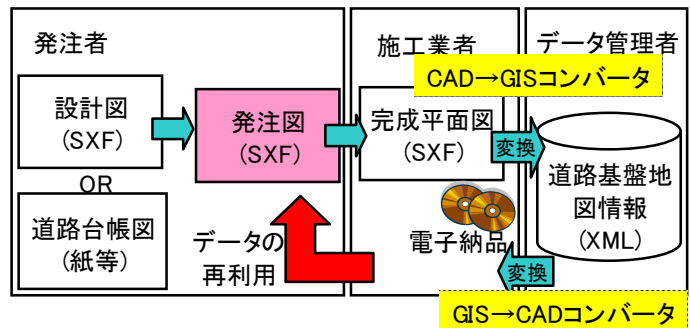 発注者
設計図
(SXF)
OR
道路台帳図
(紙等)
発注図
(SXF)
データの
再利用
施工業者
完成平面図
(SXF)
電子納品
データ管理者
CAD→GISコンバータ
変換
道路基盤地
図情報
(XML)
変換
GIS→CADコンバータ